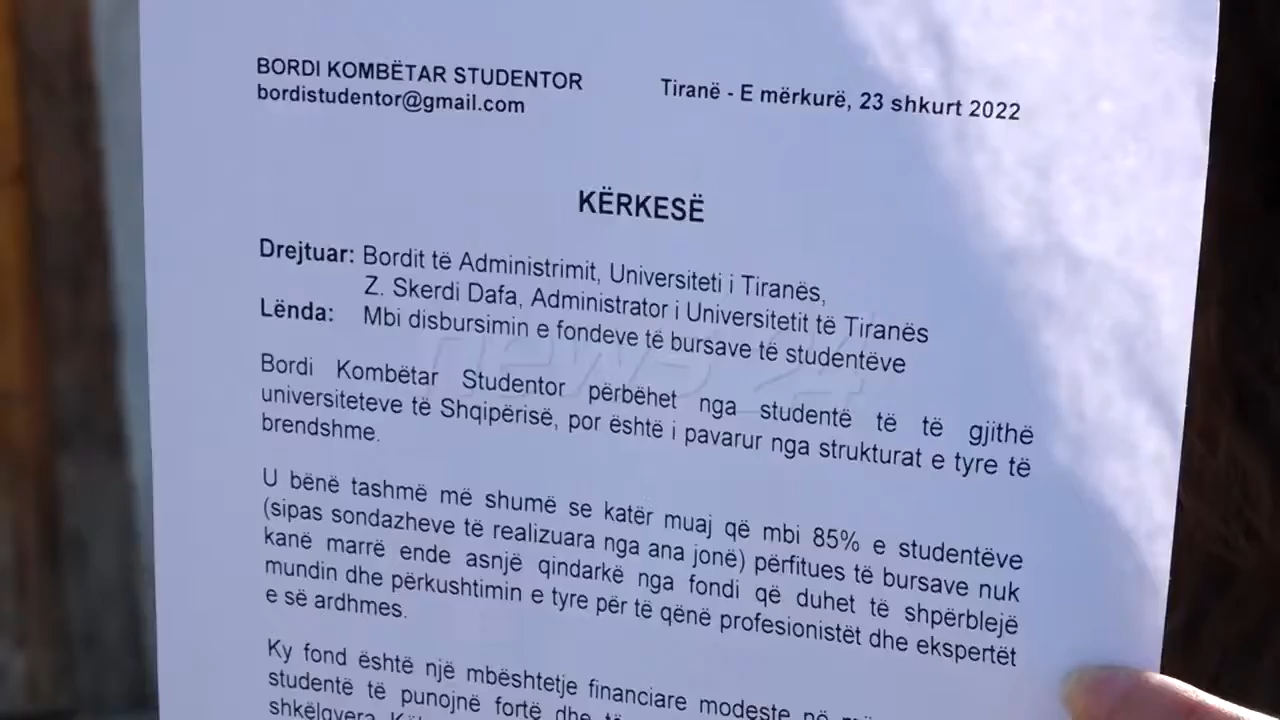 BORDI KOMBËTAR STUDENTOR
bordistudentor@gmail.com
Tiranë - E mërkurë, 23 shkurt 2022
KËRKESË
Drejtuar: Bordit të Administrimit, Universiteti i Tiranës,
Z. Skerdi Dafa, Administrator i Universitetit të Tiranës
Lënda: Mbi disbursimin e fondeve të bursave të studentëve
news 24
Bordi Kombëtar Studentor përbëhet nga studentë të të gjithë
universiteteve të Shqipërisë, por është i pavarur nga strukturat e tyre të
brendshme.
U bënë tashmë më shumë se katër muaj që mbi 85% e studentëve
(sipas sondazheve të realizuara nga ana jonë) përfitues të bursave nuk
kanë marrë ende asnjë qindarkë nga fondi që duhet të shpërblejë
mundin dhe përkushtimin e tyre për të qënë profesionistët dhe ekspertët
e së ardhmes.
Ky fond është një mbështetje financiare modeste në
studentë të punojnë fortë dhe